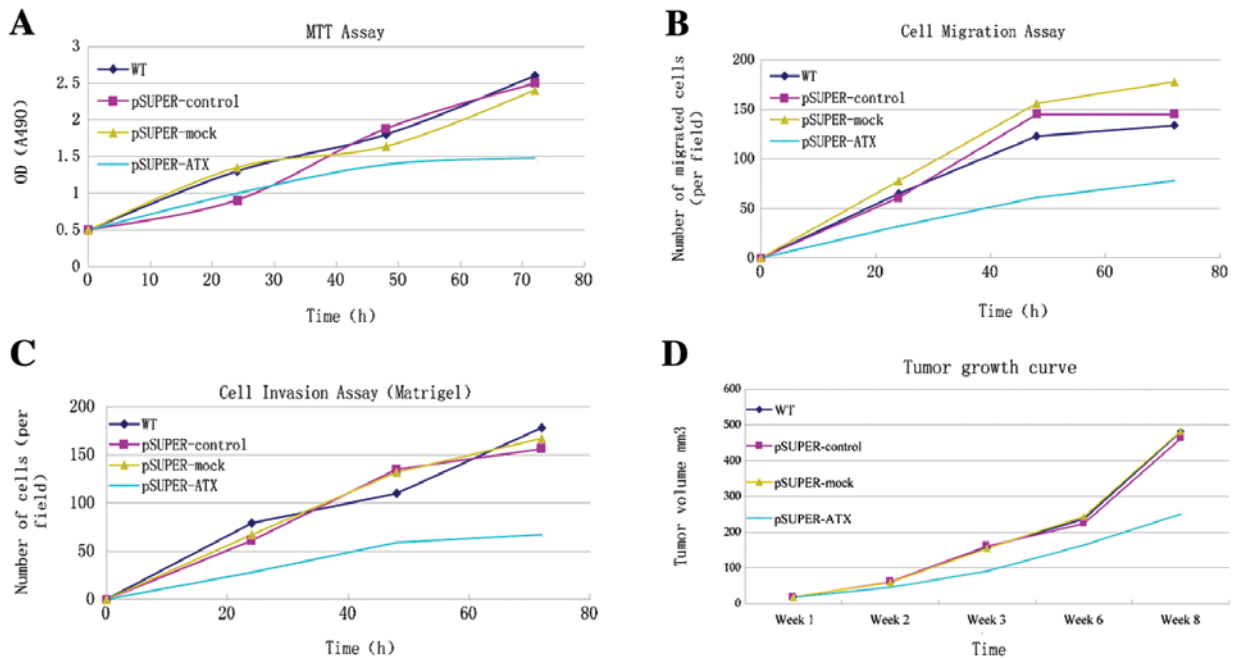 A
MTT Assay
3
2.5
2
1.5
1
0.5
0
OD (A490)
WT
pSUPER-control
pSUPER-mock
pSUPER-ATX
0 10 20 30 40 50 60 70 80
Time (h)
B
Cell Migration Assay
200
150
100
50
0
Number of migrated cells
(per field)
WT
pSUPER-control
pSUPER-mock
pSUPER-ATX
0 20 40 60 80
Time (h)
C
Cell Invasion Assay (Matrigel)
200
150
100
50
0
Number of cells (per
field)
WT
pSUPER-control
pSUPER-mock
pSUPER-ATX
0 20 40 60 80
Time (h)
D
Tumor growth curve
600
500
400
300
200
100
0
Tumor volume mm3
WT
pSUPER-control
pSUPER-mock
pSUPER-ATX
Week 1 Week 2 Week 3 Week 6 Week 8
Time